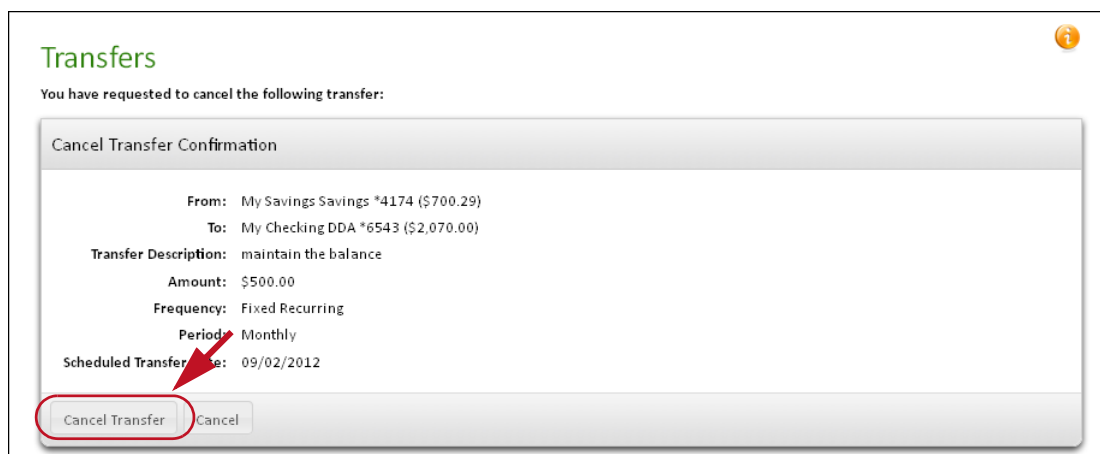 Transfers
You have requested to cancel the following transfer:
Cancel Transfer Confirmation
From: My Savings Savings *4174 ($700.29)
To: My Checking DDA *6543 ($2,070.00)
Transfer Description: maintain the balance
Amount: $500.00
Frequency: Fixed Recurring
Period: Monthly
Scheduled Transfer 09/02/2012
Cancel Transfer Cancel